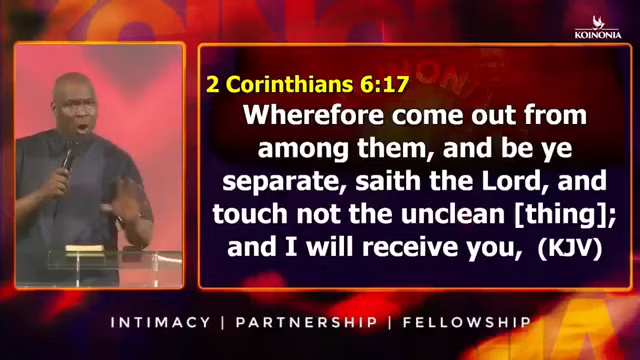 KOINONIA
2 Corinthians 6:17
Wherefore come out from
among them, and be ye
separate, saith the Lord, and
touch not the unclean [thing];
and I will receive you, (KJV)
INTIMACY | PARTNERSHIP | FELLOWSHIP